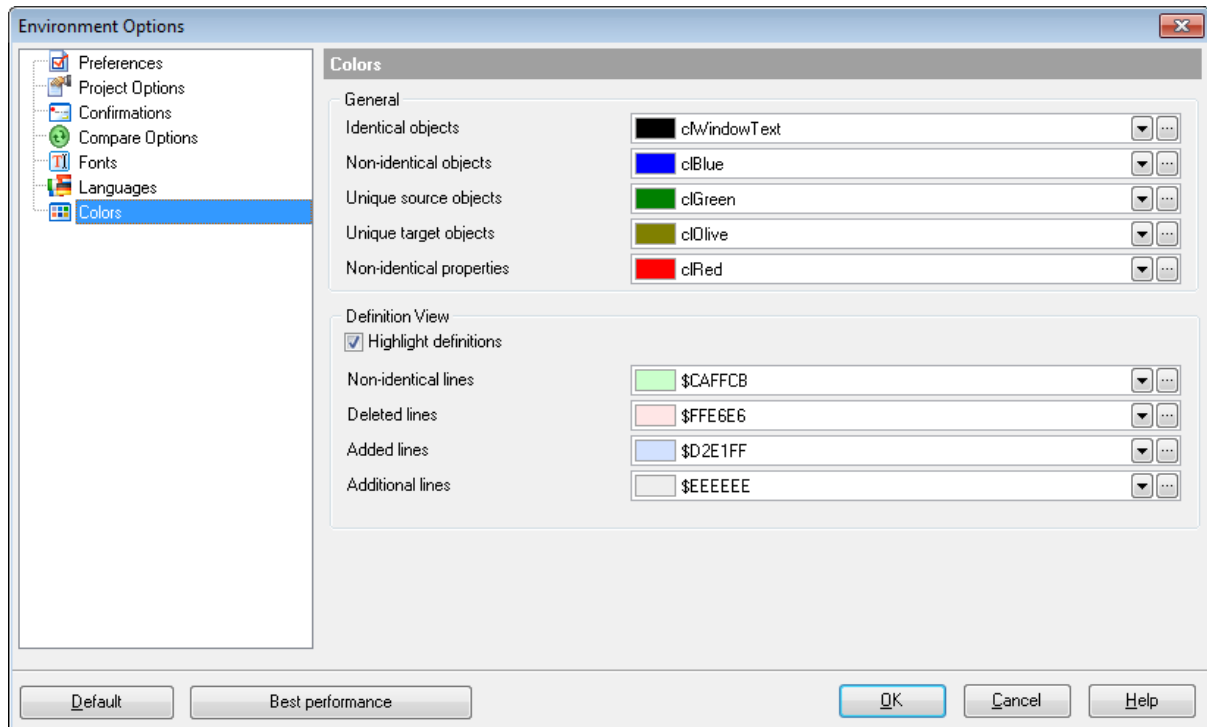 Environment Options
Preferences
Project Options
Confirmations
Compare Options
Fonts
Languages
Colors
Colors
General
Identical objects clWindowText
Non-identical objects clBlue
Unique source objects clGreen
Unique target objects clOlive
Non-identical properties clRed
Definition View
Highlight definitions
Non-identical lines $CAFFCB
Deleted lines $FFE6E6
Added lines $D2E1FF
Additional lines $EEEEEE
Default Best performance OK Cancel Help